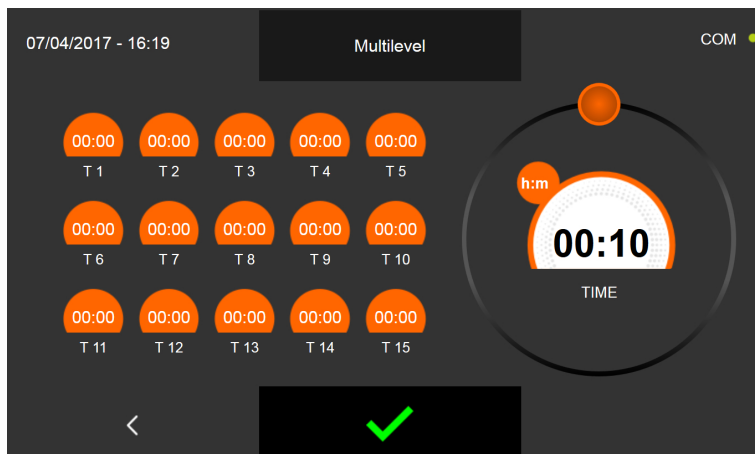 07/04/2017 - 16:19
Multilevel
COM
00:00 00:00 00:00 00:00 00:00
T 1 T 2 T 3 T 4 T 5
00:00 00:00 00:00 00:00 00:00
T 6 T 7 T 8 T 9 T 10
00:00 00:00 00:00 00:00 00:00
T 11 T 12 T 13 T 14 T 15
h:m
00:10
TIME